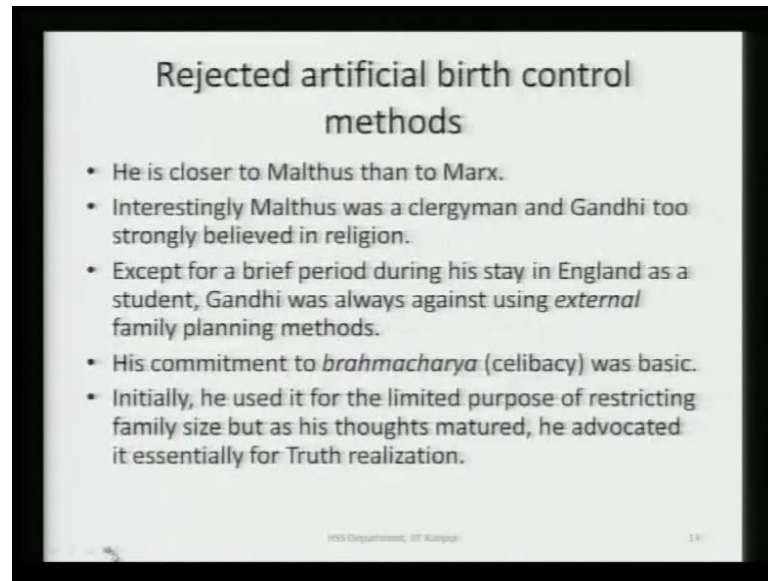 Rejected artificial birth control
methods
• He is closer to Malthus than to Marx.
• Interestingly Malthus was a clergyman and Gandhi too
strongly believed in religion.
• Except for a brief period during his stay in England as a
student, Gandhi was always against using external
family planning methods.
• His commitment to brahmacharya (celibacy) was basic.
• Initially, he used it for the limited purpose of restricting
family size but as his thoughts matured, he advocated
it essentially for Truth realization.
HSS Department, IIT Kanpur